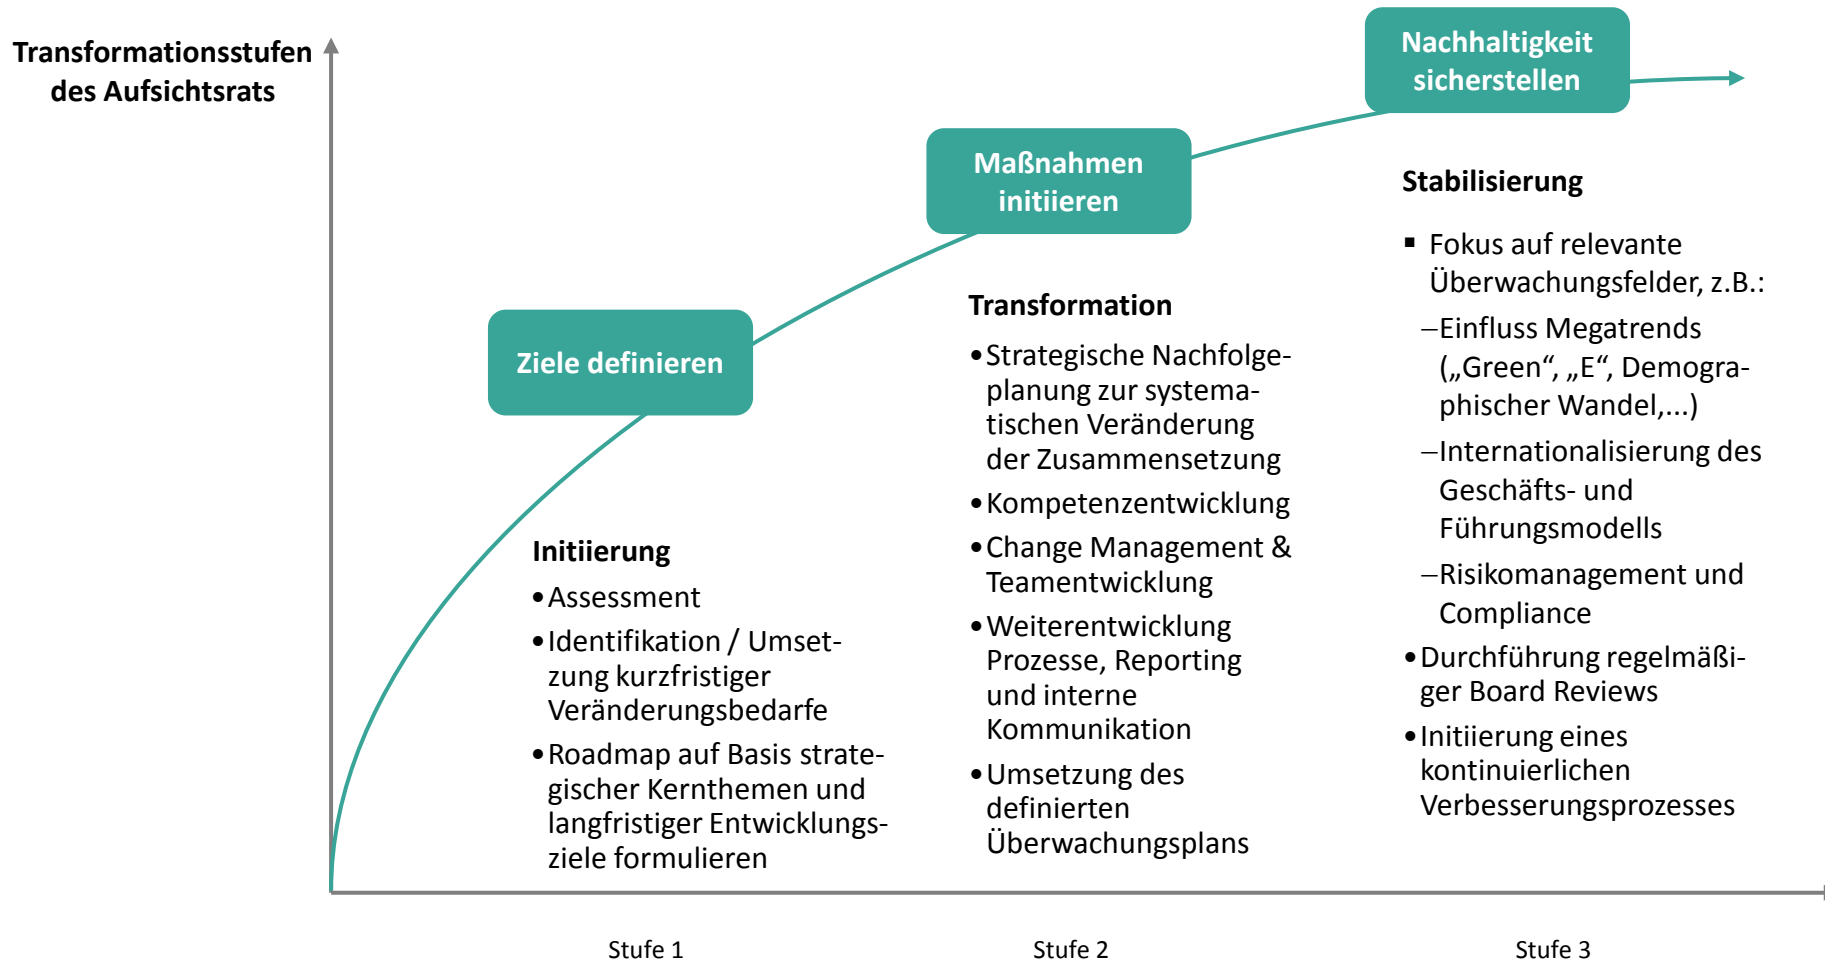 Transformationsstufen
des Aufsichtsrats
Ziele definieren
Initiierung
•Assessment
•Identifikation / Umset-
zung kurzfristiger
Veränderungsbedarfe
•Roadmap auf Basis strate-
gischer Kernthemen und
langfristiger Entwicklungs-
ziele formulieren
Stufe 1
Maßnahmen
initiieren
Transformation
•Strategische Nachfolge-
planung zur systema-
tischen Veränderung
der Zusammensetzung
•Kompetenzentwicklung
•Change Management &
Teamentwicklung
•Weiterentwicklung
Prozesse, Reporting
und interne
Kommunikation
•Umsetzung des
definierten
Überwachungsplans
Stufe 2
Nachhaltigkeit
sicherstellen
Stabilisierung
▪ Fokus auf relevante
Überwachungsfelder, z.B.:
–Einfluss Megatrends
(„Green“, „E“, Demogra-
phischer Wandel,...)
–Internationalisierung des
Geschäfts- und
Führungsmodells
–Risikomanagement und
Compliance
•Durchführung regelmäßi-
ger Board Reviews
•Initiierung eines
kontinuierlichen
Verbesserungsprozesses
Stufe 3